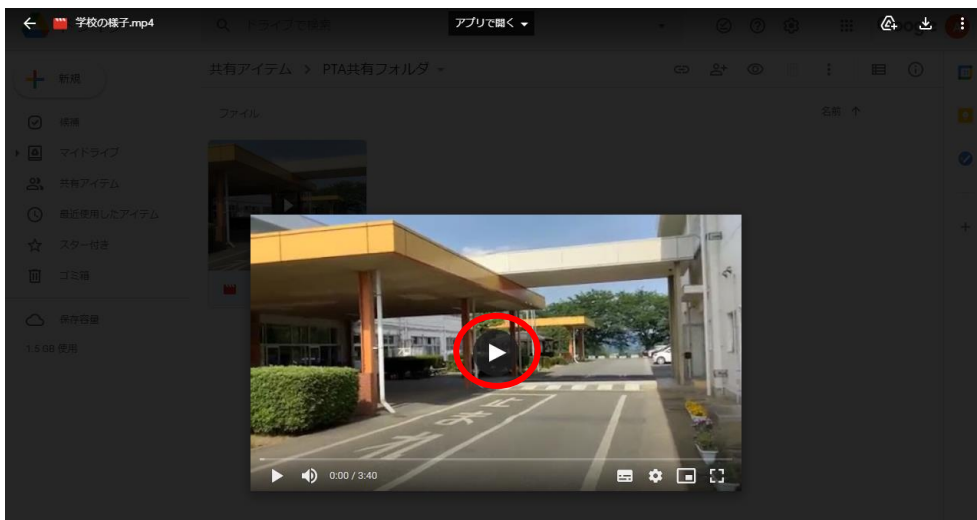 学校の様子.mp4
ドライブで検索
アプリで開く
新規
共有アイテム > PTA共有フォルダ
候補
ファイル
名前 ↑
マイドライブ
共有アイテム
最近使用したアイテム
スター付き
ゴミ箱
保存容量
1.5 GB 使用
0:00 / 3:40